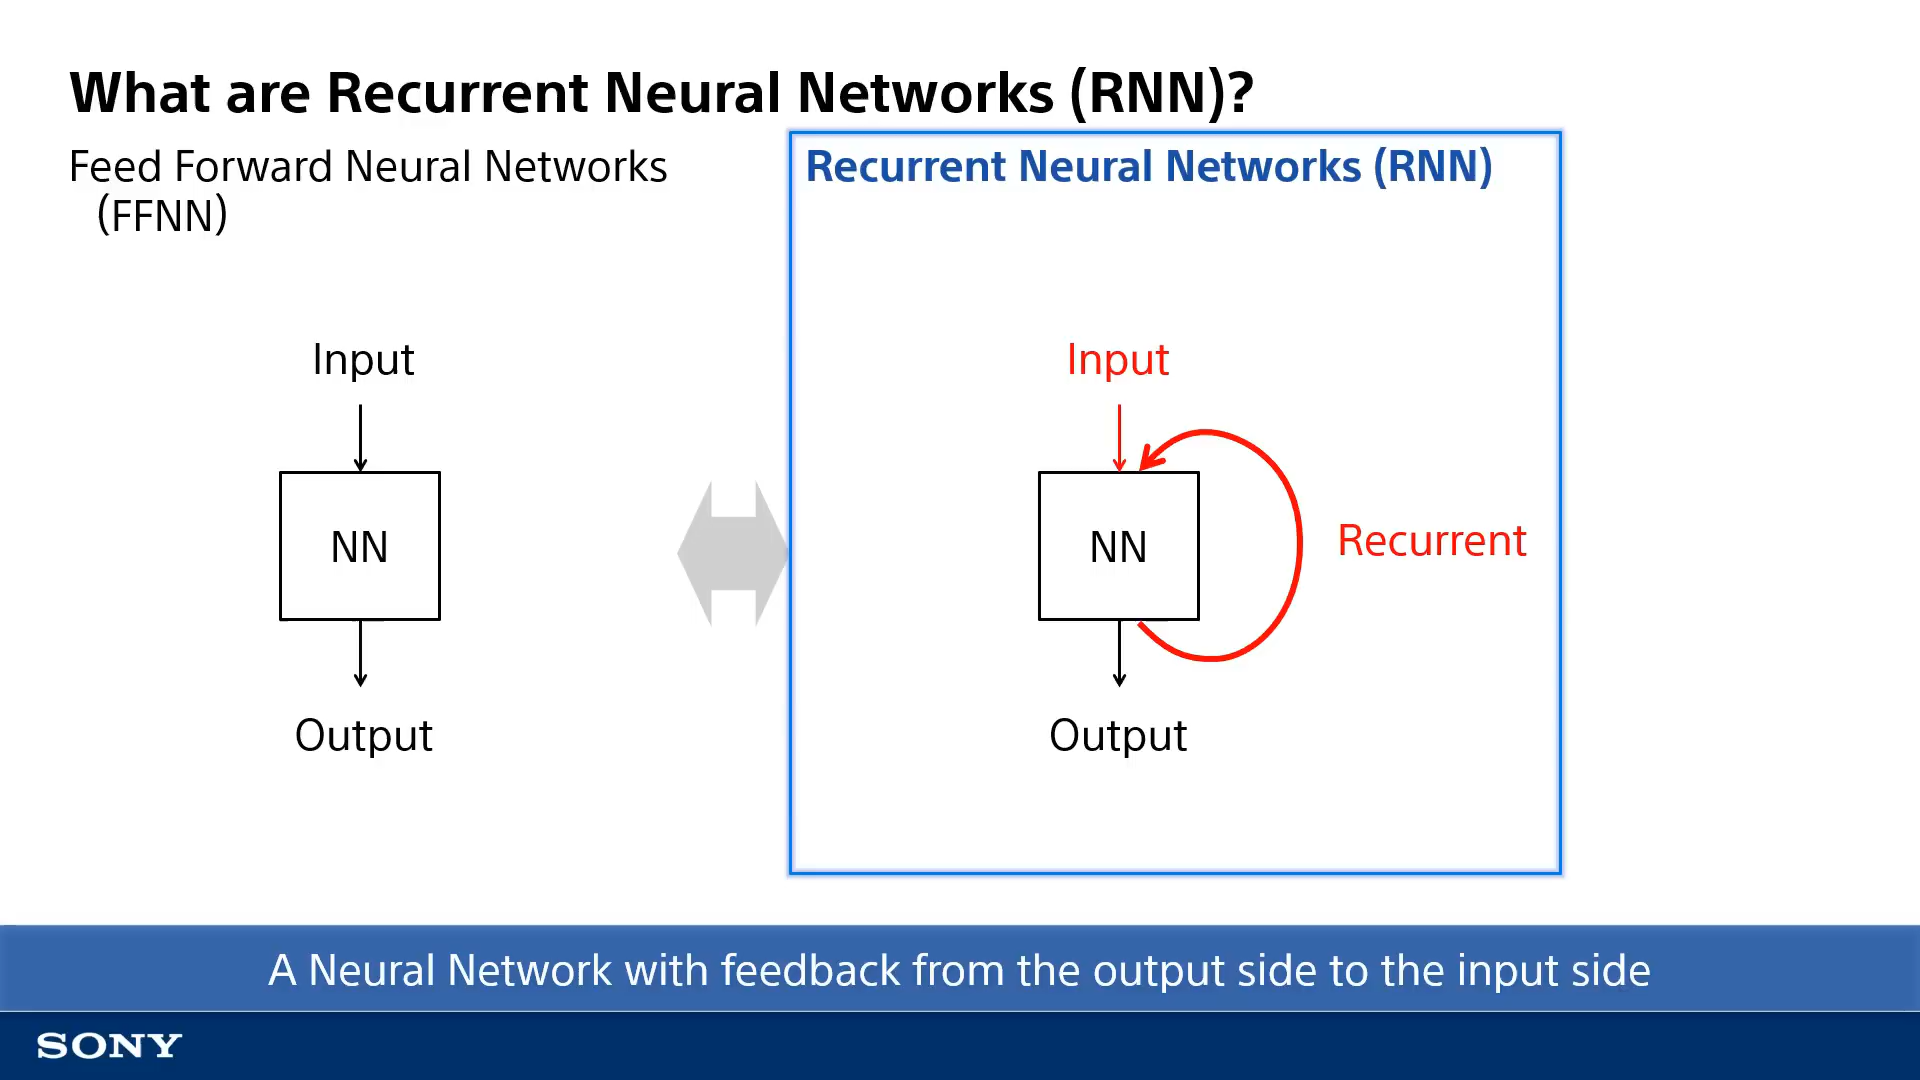 What are Recurrent Neural Networks (RNN)?
Feed Forward Neural Networks
(FFNN)
Input
NN
Output
Recurrent Neural Networks (RNN)
Input
NN
Recurrent
Output
A Neural Network with feedback from the output side to the input side
SONY